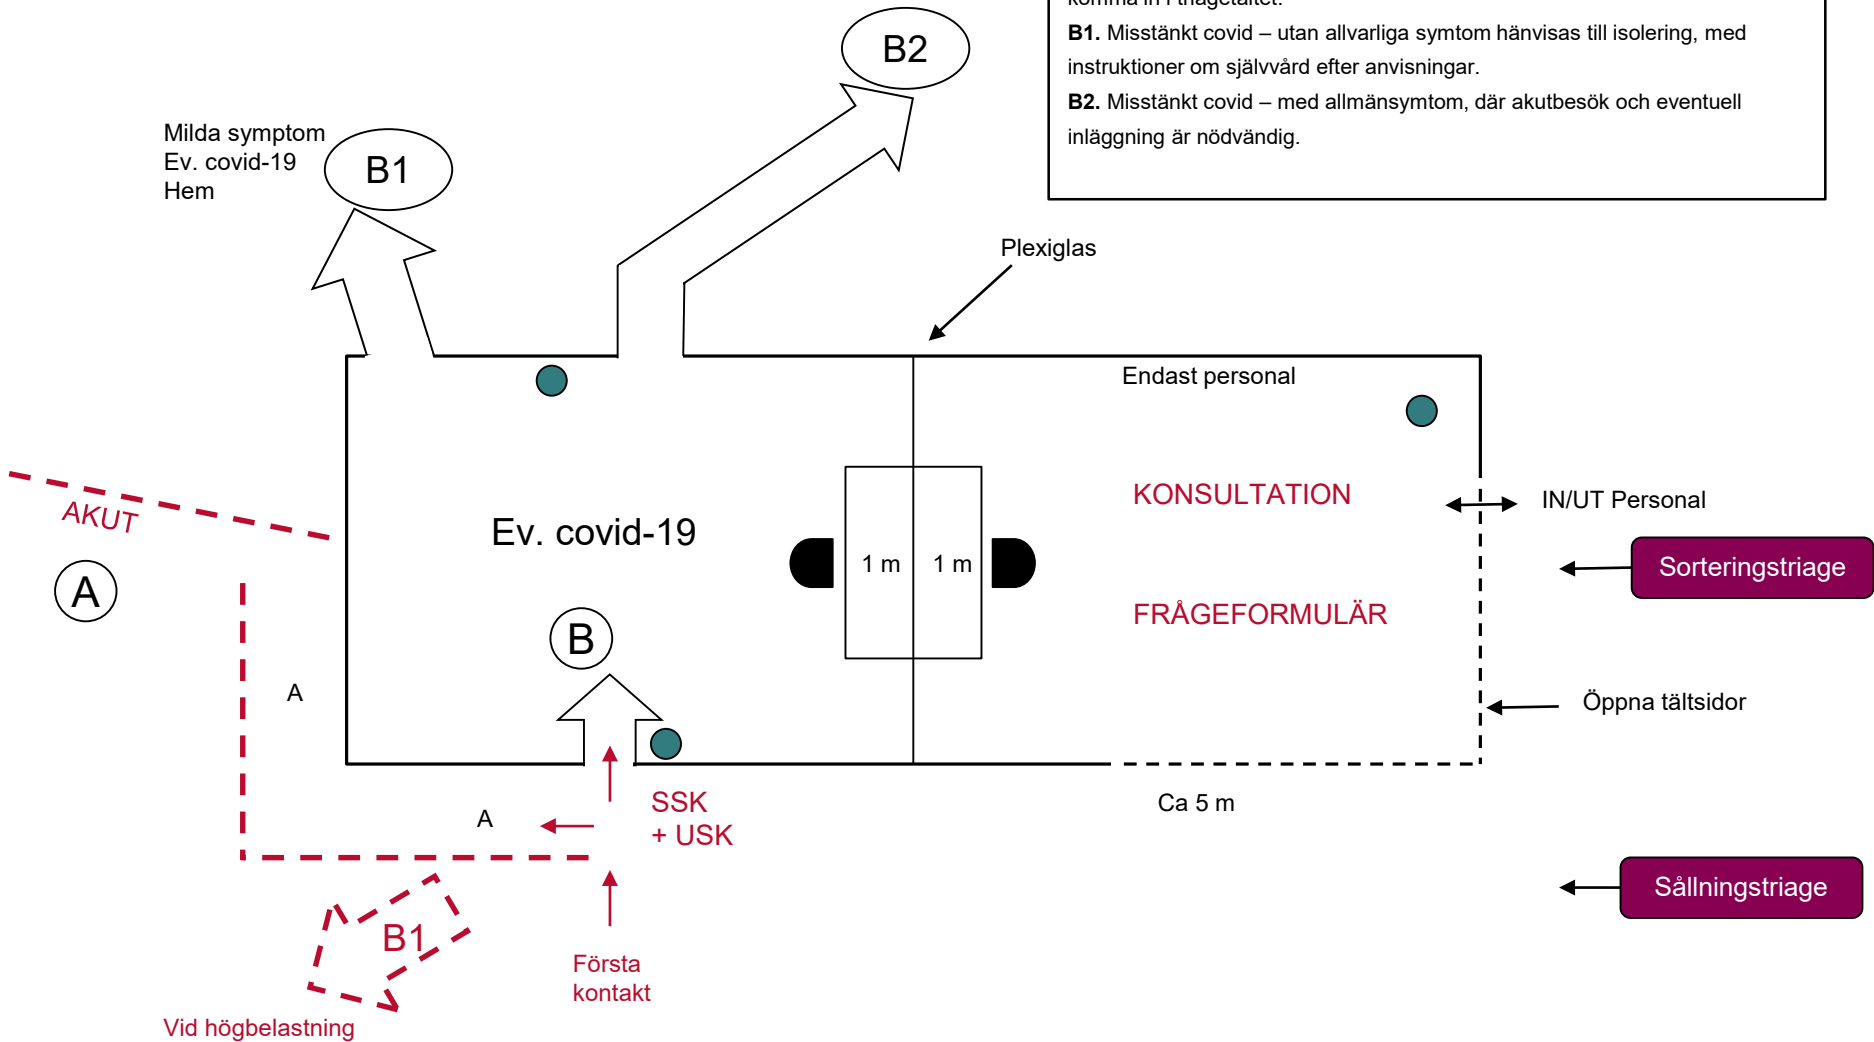 komma in i triagetältet.
B1. Misstänkt covid – utan allvarliga symtom hänvisas till isolering, med
instruktioner om självvård efter anvisningar.
B2. Misstänkt covid – med allmänsymtom, där akutbesök och eventuell
inläggning är nödvändig.
B2
Milda symptom
Ev. covid-19
Hem
B1
Plexiglas
Endast personal
AKUT
A
Ev. covid-19
1 m
1 m
KONSULTATION
IN/UT Personal
Sorteringstriage
FRÅGEFORMULÄR
B
A
Öppna tältsidor
A
SSK
+ USK
Ca 5 m
Sållningstriage
B1
Första
kontakt
Vid högbelastning